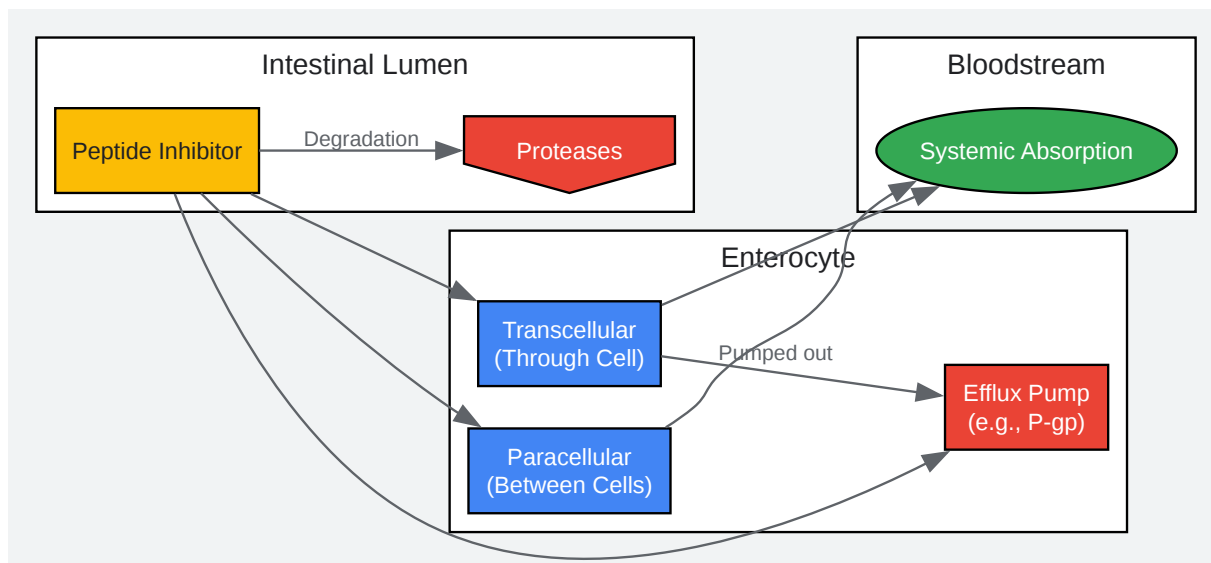 Intestinal Lumen
Bloodstream
Peptide Inhibitor
Degradation
Proteases
Systemic Absorption
Enterocyte
Transcellular
(Through Cell)
Pumped out
Efflux Pump
(e.g., P-gp)
Paracellular
(Between Cells)